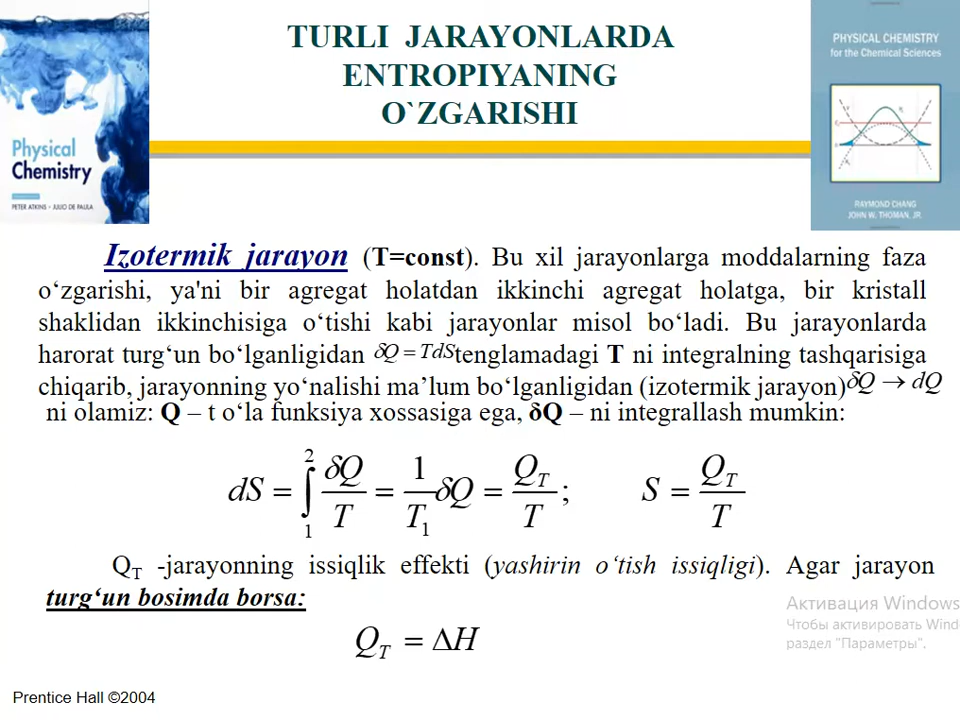 TURLI JARAYONLARDA
ENTROPIYANING
O`ZGARISHI
Physical
Chemistry
PETER ATKINS • JULIO DE PAULA
PHYSICAL CHEMISTRY
for the Chemical Sciences
RAYMOND CHANG
JOHN W. THOMAN, JR.
Izotermik jarayon (T=const). Bu xil jarayonlarga moddalarning faza
o‘zgarishi, ya'ni bir agregat holatdan ikkinchi agregat holatga, bir kristall
shaklidan ikkinchisiga o‘tishi kabi jarayonlar misol bo‘ladi. Bu jarayonlarda
harorat turg‘un bo‘lganligidan δQ = TdS tenglamadagi T ni integralning tashqarisiga
chiqarib, jarayonning yo‘nalishi ma’lum bo‘lganligidan (izotermik jarayon) δQ → dQ
ni olamiz: Q – t o‘la funksiya xossasiga ega, δQ – ni integrallash mumkin:
dS = ∫₁² δQ/T = 1/T₁ δQ = Q_T/T ; S = Q_T/T
Q_T -jarayonning issiqlik effekti (yashirin o‘tish issiqligi). Agar jarayon
turg‘un bosimda borsa:
Q_T = ΔH
Активация Windows
Чтобы активировать Wind
раздел "Параметры".
Prentice Hall ©2004